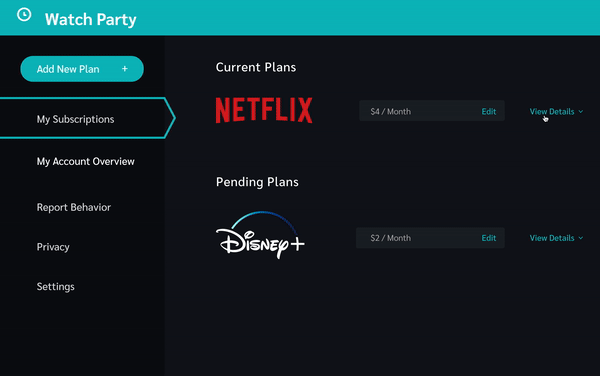 Watch Party
Add New Plan +
My Subscriptions
My Account Overview
Report Behavior
Privacy
Settings
Current Plans
NETFLIX
$4 / Month
Edit
View Details
Pending Plans
Disney+
$2 / Month
Edit
View Details